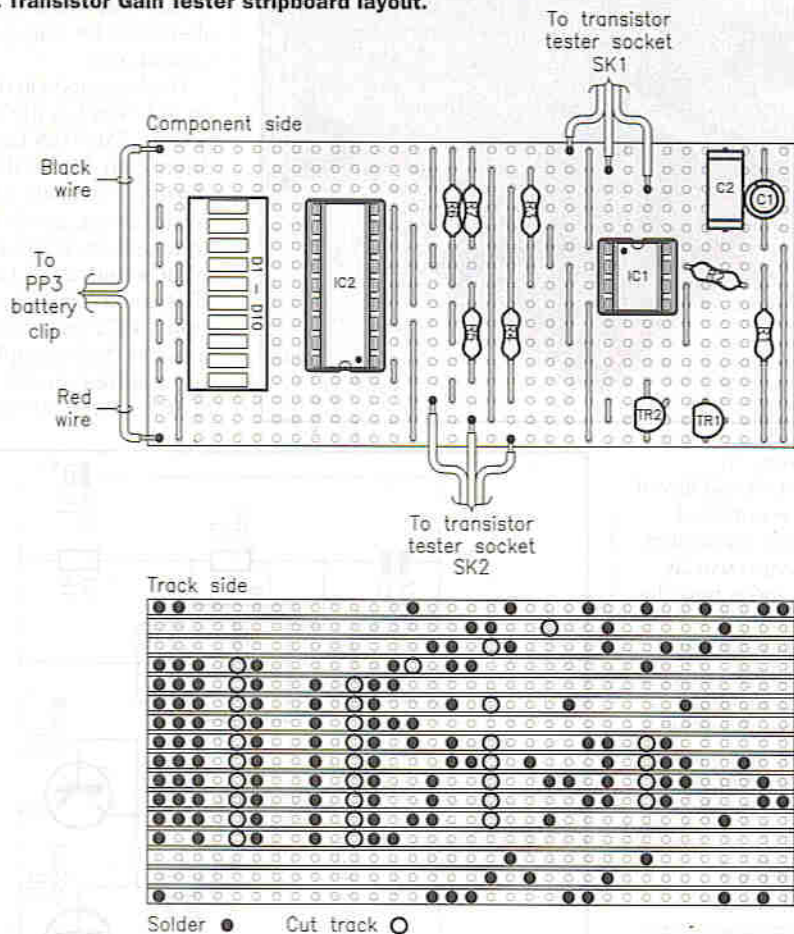 Transistor Gain Tester stripboard layout.
To transistor
tester socket
SK1
Component side
Black
wire
To
PP3
battery
clip
Red
wire
D1 – D10
IC2
IC1
C2
C1
TR2
TR1
To transistor
tester socket
SK2
Track side
Solder
Cut track